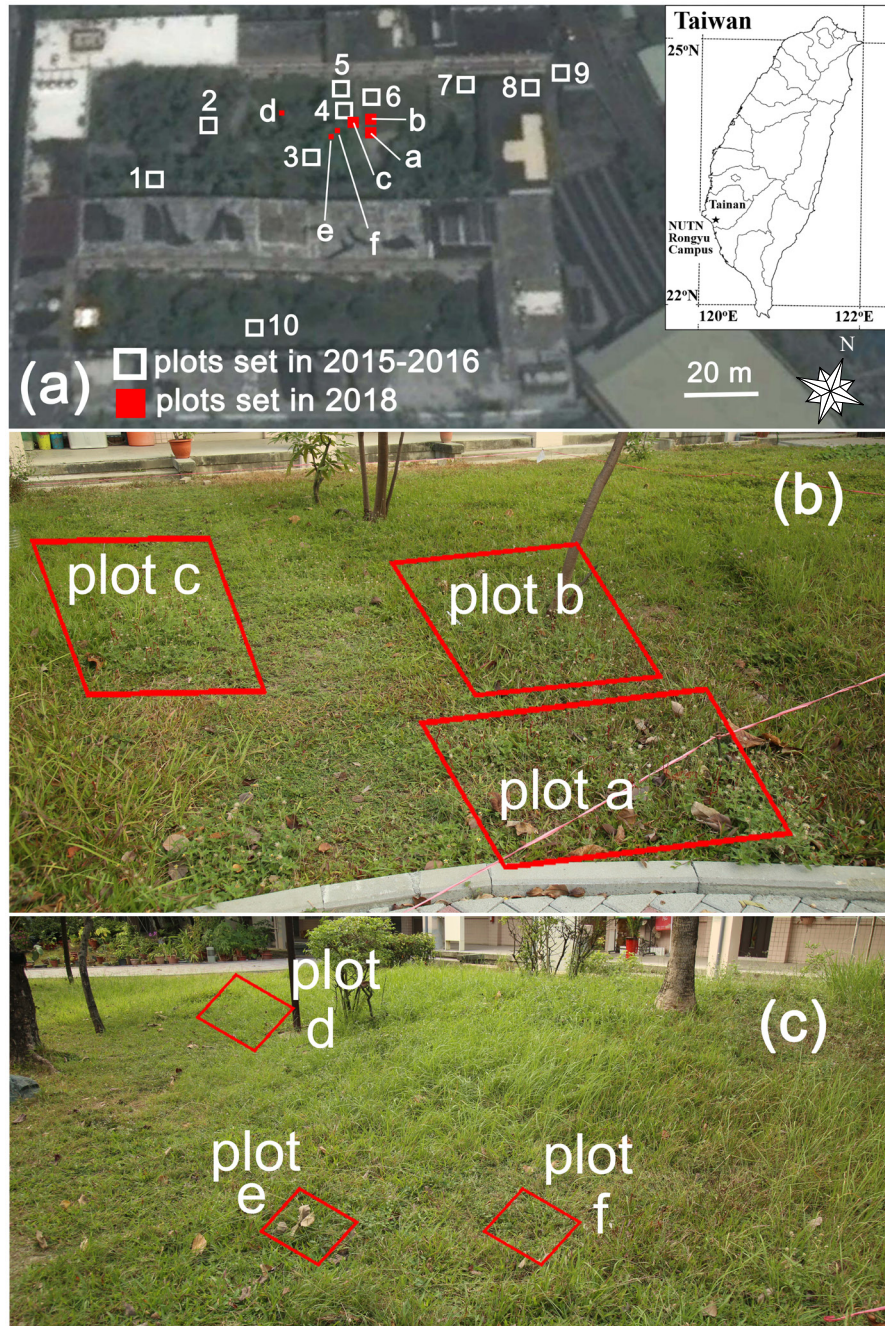 Taiwan
25°N
Tainan
NUTN
Rongyu
Campus
22°N
120°E
122°E
N
5
9
7
8
6
2
d
4
b
3
a
1
c
e
f
10
plots set in 2015-2016
(a)
plots set in 2018
20 m
(b)
plot c
plot b
plot a
plot
d
(c)
plot
e
plot
f